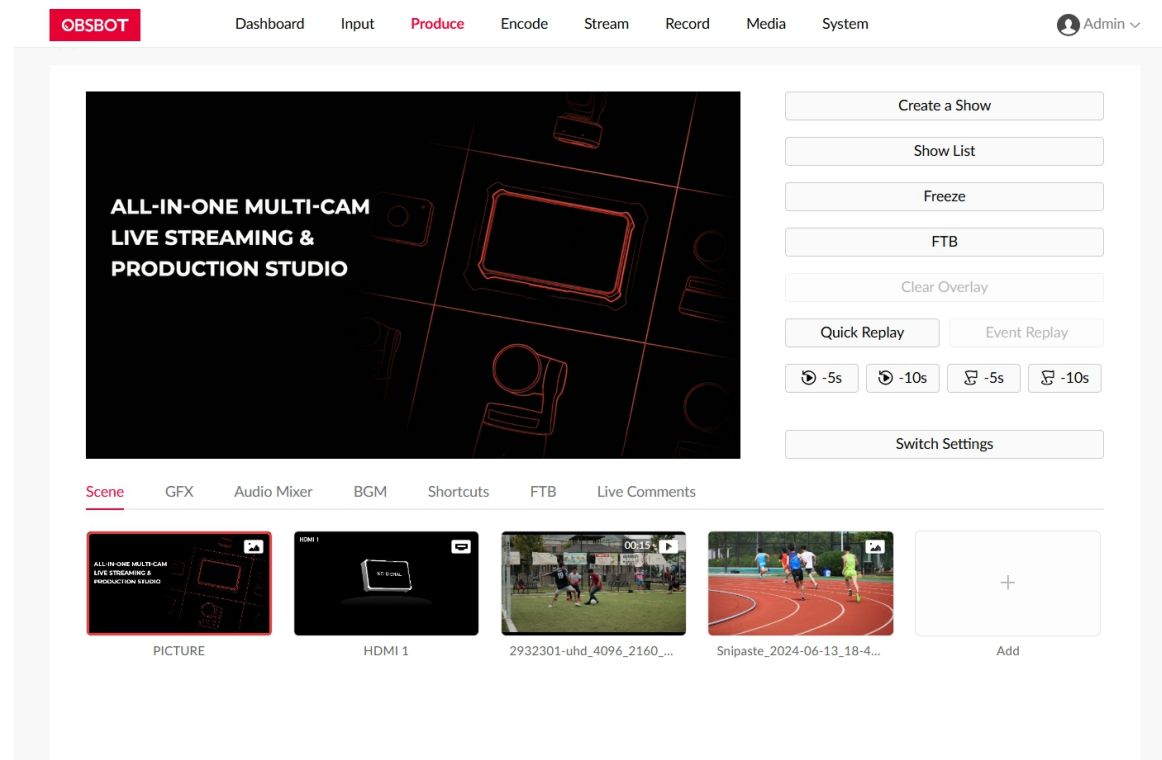 OBSBOT
Dashboard Input Produce Encode Stream Record Media System
Admin
ALL-IN-ONE MULTI-CAM
LIVE STREAMING &
PRODUCTION STUDIO
Create a Show
Show List
Freeze
FTB
Clear Overlay
Quick Replay Event Replay
-5s -10s -5s -10s
Switch Settings
Scene GFX Audio Mixer BGM Shortcuts FTB Live Comments
ALL-IN-ONE MULTI-CAM
LIVE STREAMING &
PRODUCTION STUDIO
HDMI 1
NO SIGNAL
00:15
PICTURE
HDMI 1
2932301-uhd_4096_2160_...
Snipaste_2024-06-13_18-4...
Add